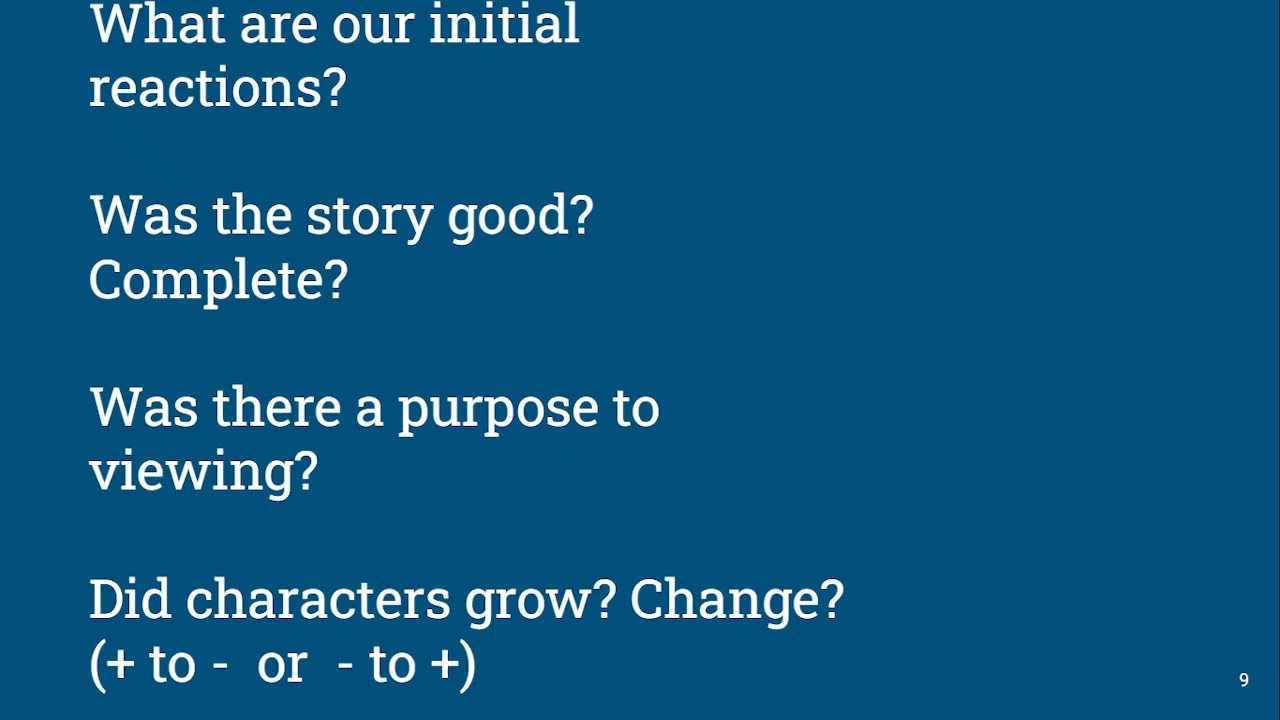 What are our initial
reactions?
Was the story good?
Complete?
Was there a purpose to
viewing?
Did characters grow? Change?
(+ to -  or  - to +)
9